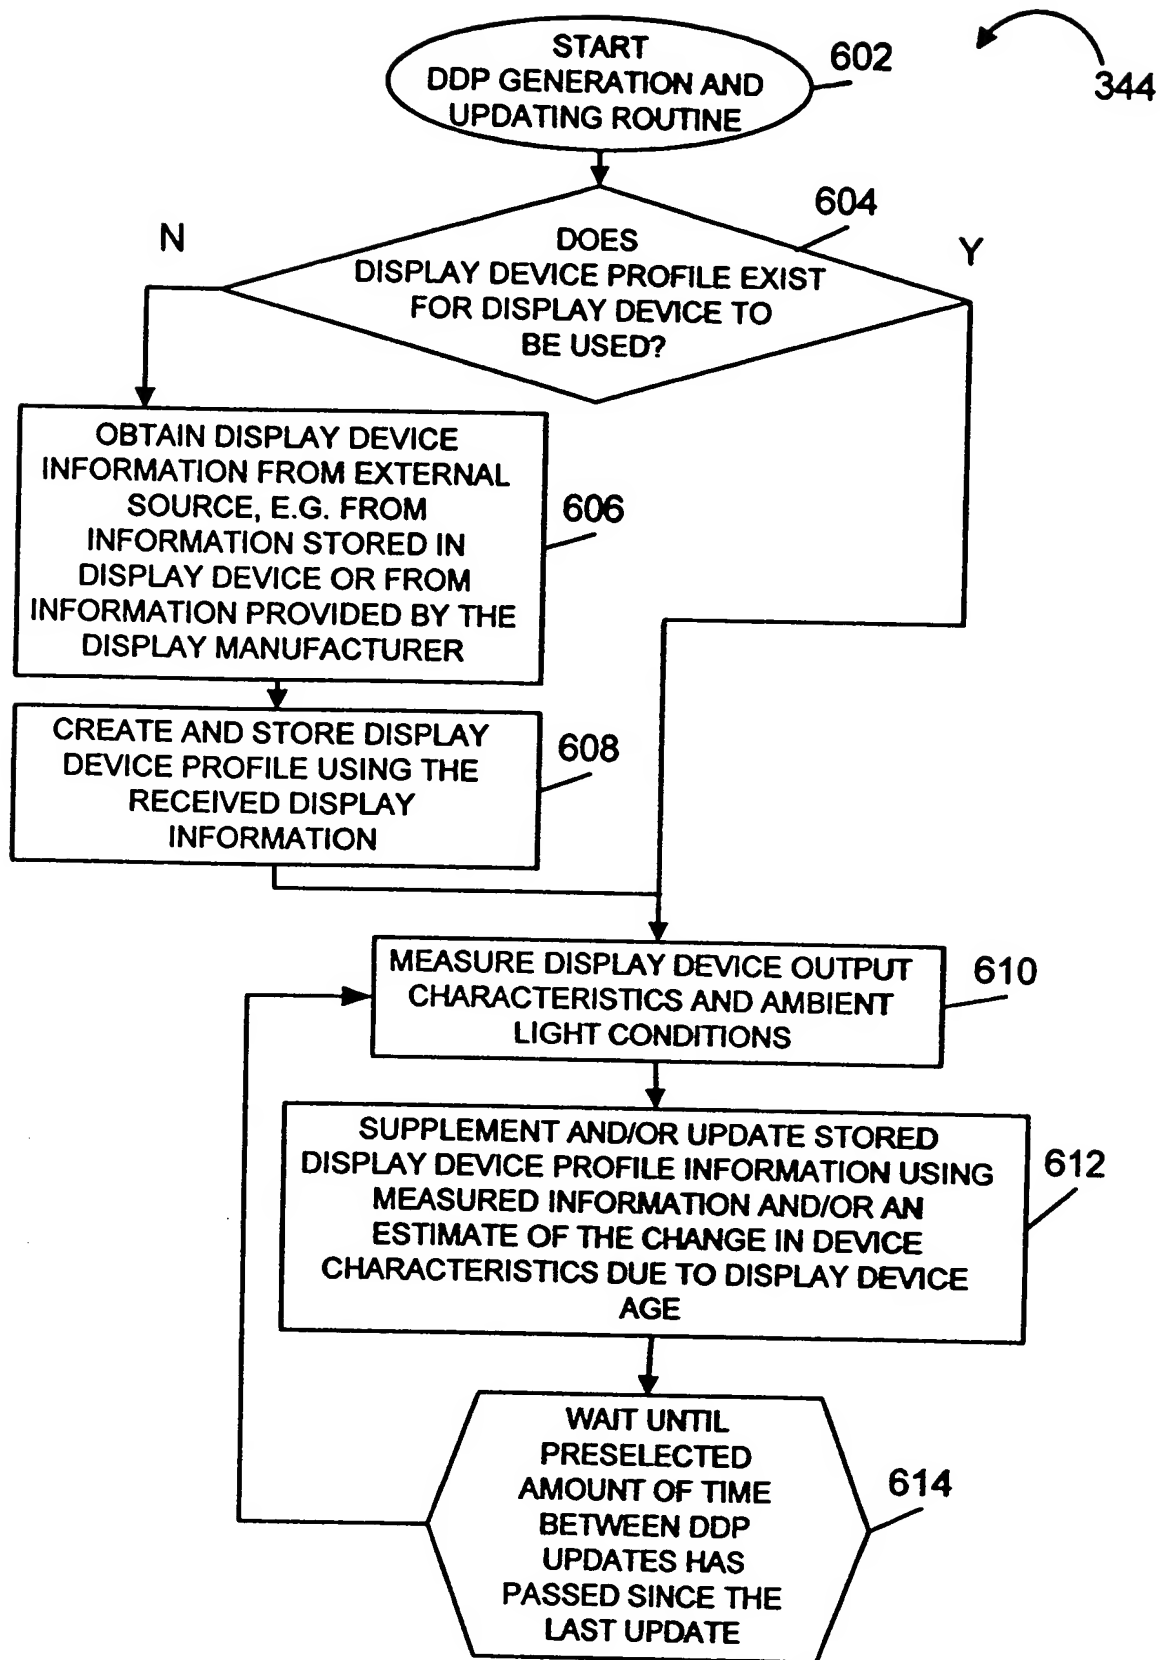 START
DDP GENERATION AND
UPDATING ROUTINE
602
344
604
N
Y
DOES
DISPLAY DEVICE PROFILE EXIST
FOR DISPLAY DEVICE TO
BE USED?
OBTAIN DISPLAY DEVICE
INFORMATION FROM EXTERNAL
SOURCE, E.G. FROM
INFORMATION STORED IN
DISPLAY DEVICE OR FROM
INFORMATION PROVIDED BY THE
DISPLAY MANUFACTURER
606
CREATE AND STORE DISPLAY
DEVICE PROFILE USING THE
RECEIVED DISPLAY
INFORMATION
608
MEASURE DISPLAY DEVICE OUTPUT
CHARACTERISTICS AND AMBIENT
LIGHT CONDITIONS
610
SUPPLEMENT AND/OR UPDATE STORED
DISPLAY DEVICE PROFILE INFORMATION USING
MEASURED INFORMATION AND/OR AN
ESTIMATE OF THE CHANGE IN DEVICE
CHARACTERISTICS DUE TO DISPLAY DEVICE
AGE
612
WAIT UNTIL
PRESELECTED
AMOUNT OF TIME
BETWEEN DDP
UPDATES HAS
PASSED SINCE THE
LAST UPDATE
614